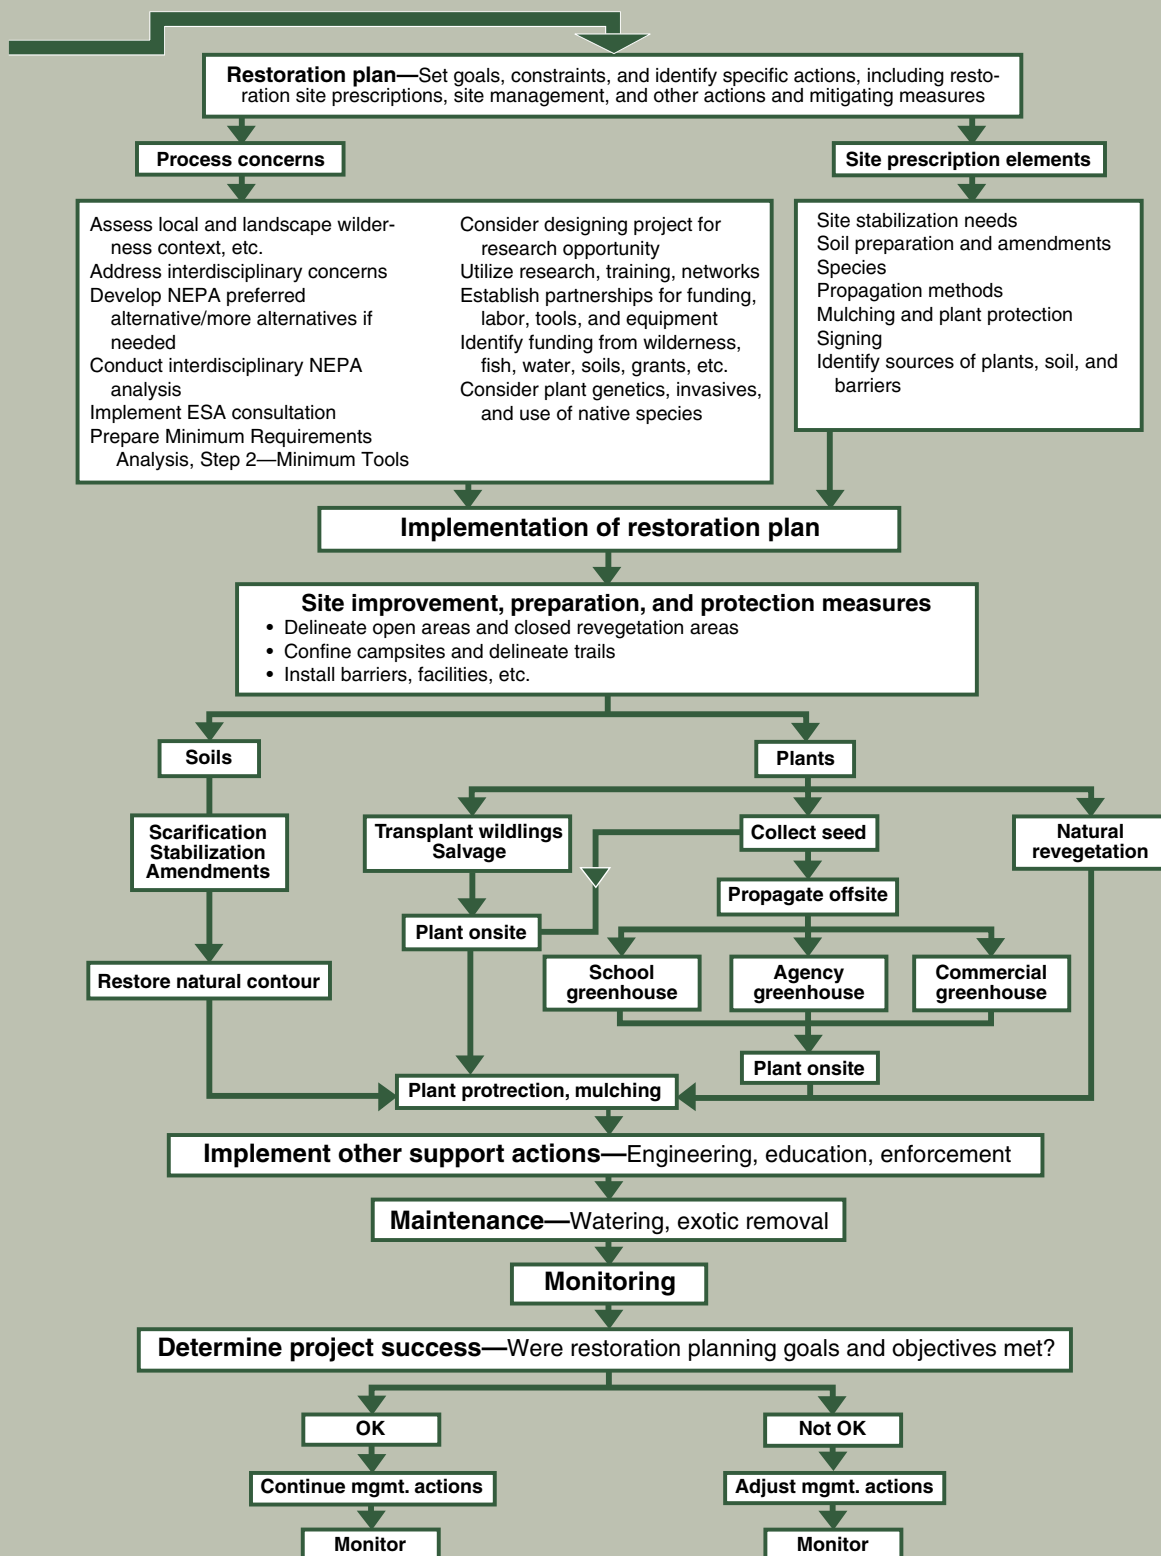 Restoration plan—Set goals, constraints, and identify specific actions, including resto-
ration site prescriptions, site management, and other actions and mitigating measures
Process concerns
Site prescription elements
Assess local and landscape wilder-
ness context, etc.
Address interdisciplinary concerns
Develop NEPA preferred
alternative/more alternatives if
needed
Conduct interdisciplinary NEPA
analysis
Implement ESA consultation
Prepare Minimum Requirements
Analysis, Step 2—Minimum Tools
Consider designing project for
research opportunity
Utilize research, training, networks
Establish partnerships for funding,
labor, tools, and equipment
Identify funding from wilderness,
fish, water, soils, grants, etc.
Consider plant genetics, invasives,
and use of native species
Site stabilization needs
Soil preparation and amendments
Species
Propagation methods
Mulching and plant protection
Signing
Identify sources of plants, soil, and
barriers
Implementation of restoration plan
Site improvement, preparation, and protection measures
• Delineate open areas and closed revegetation areas
• Confine campsites and delineate trails
• Install barriers, facilities, etc.
Soils
Plants
Scarification
Stabilization
Amendments
Transplant wildlings
Salvage
Collect seed
Natural
revegetation
Propagate offsite
Plant onsite
School
greenhouse
Agency
greenhouse
Commercial
greenhouse
Restore natural contour
Plant onsite
Plant protrection, mulching
Implement other support actions—Engineering, education, enforcement
Maintenance—Watering, exotic removal
Monitoring
Determine project success—Were restoration planning goals and objectives met?
OK
Not OK
Continue mgmt. actions
Adjust mgmt. actions
Monitor
Monitor